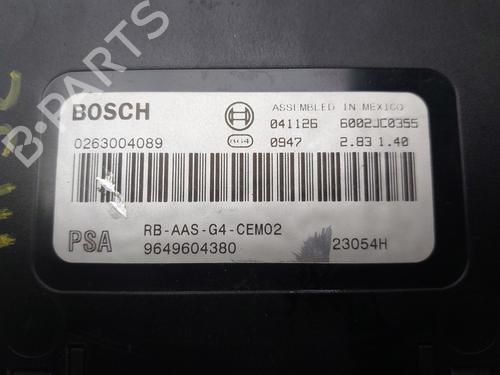 BOSCH
ASSEMBLED IN MEXICO
041126 6002JC0355
0263004089
864 0947 2.83 1.40
PSA
RB-AAS-G4-CEM02
9649604380
23054H
B-PARTS